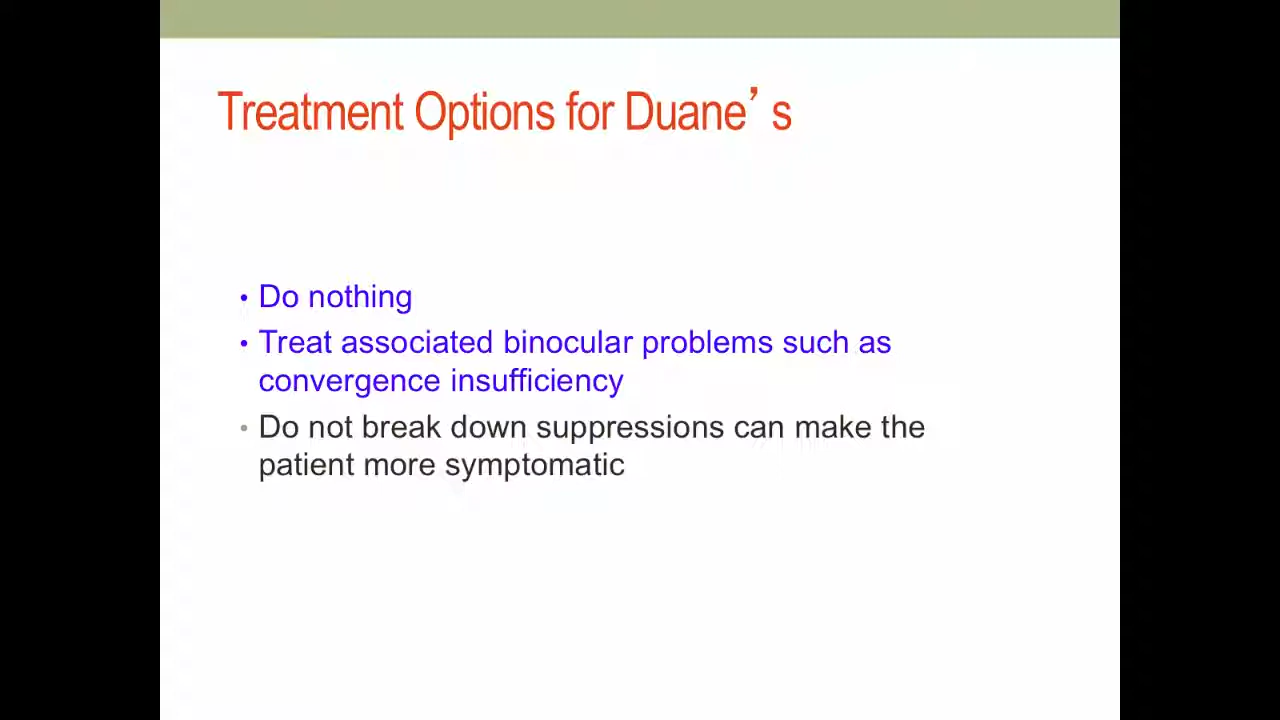 Treatment Options for Duane’s
• Do nothing
• Treat associated binocular problems such as
convergence insufficiency
• Do not break down suppressions can make the
patient more symptomatic